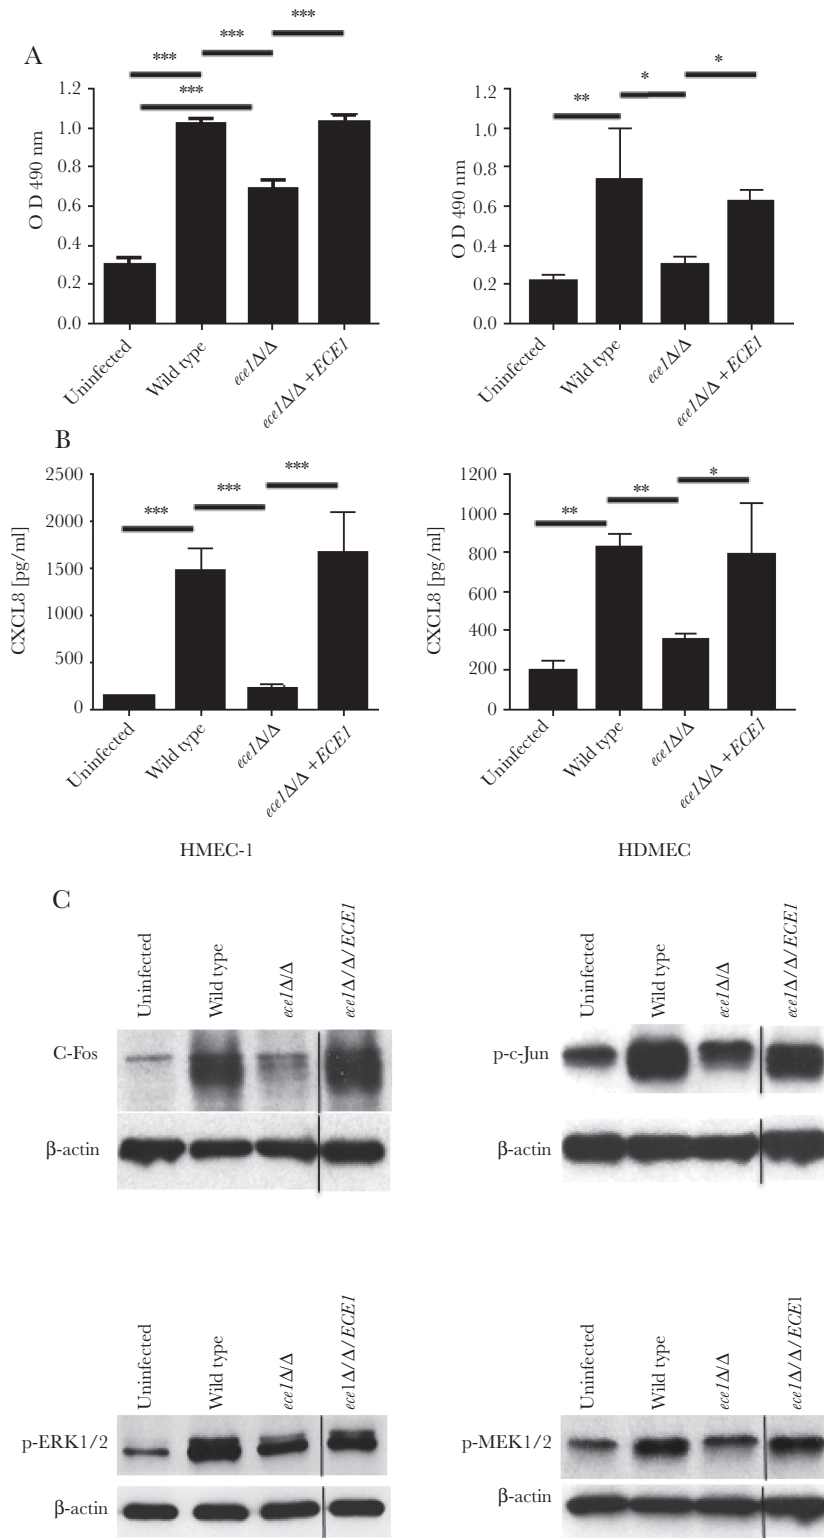 A
*** *** ***
***
1.2
1.0
0.8
0.6
0.4
0.2
0.0
O D 490 nm
Uninfected
Wild type
ece1Δ/Δ
ece1Δ/Δ +ECE1
** * *
1.2
1.0
0.8
0.6
0.4
0.2
0.0
O D 490 nm
Uninfected
Wild type
ece1Δ/Δ
ece1Δ/Δ +ECE1
B
*** *** ***
2500
2000
1500
1000
500
0
CXCL8 [pg/ml]
Uninfected
Wild type
ece1Δ/Δ
ece1Δ/Δ +ECE1
** ** *
1200
1000
800
600
400
200
0
CXCL8 [pg/ml]
Uninfected
Wild type
ece1Δ/Δ
ece1Δ/Δ +ECE1
HMEC-1
HDMEC
C
Uninfected
Wild type
ece1Δ/Δ
ece1Δ/Δ/ECE1
C-Fos
β-actin
Uninfected
Wild type
ece1Δ/Δ
ece1Δ/Δ/ECE1
p-c-Jun
β-actin
Uninfected
Wild type
ece1Δ/Δ
ece1Δ/Δ/ECE1
p-ERK1/2
β-actin
Uninfected
Wild type
ece1Δ/Δ
ece1Δ/Δ/ECE1
p-MEK1/2
β-actin